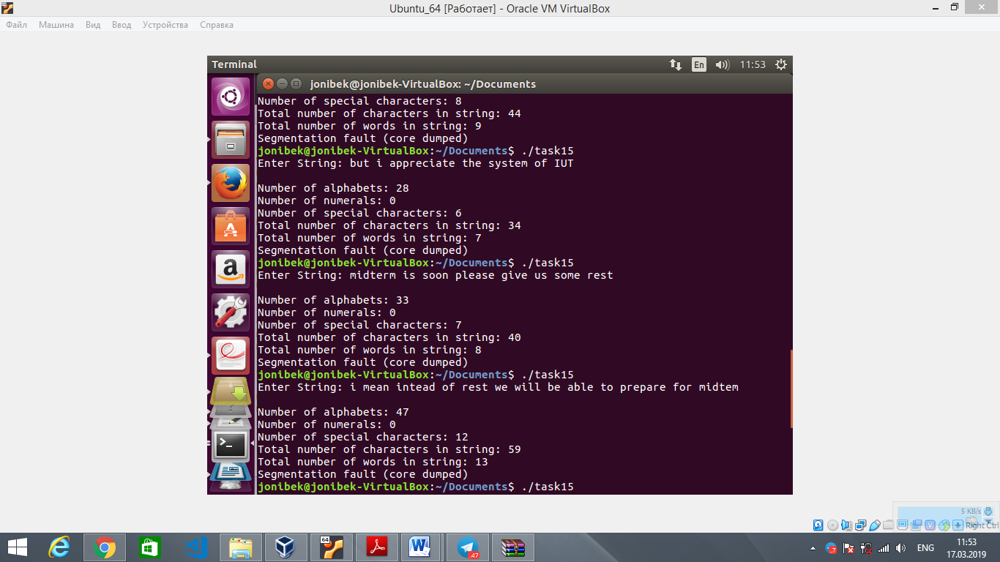 Ubuntu_64 [Работает] - Oracle VM VirtualBox
Файл Машина Вид Ввод Устройства Справка
Terminal En 11:53
jonibek@jonibek-VirtualBox: ~/Documents
Number of special characters: 8
Total number of characters in string: 44
Total number of words in string: 9
Segmentation fault (core dumped)
jonibek@jonibek-VirtualBox:~/Documents$ ./task15
Enter String: but i appreciate the system of IUT
Number of alphabets: 28
Number of numerals: 0
Number of special characters: 6
Total number of characters in string: 34
Total number of words in string: 7
Segmentation fault (core dumped)
jonibek@jonibek-VirtualBox:~/Documents$ ./task15
Enter String: midterm is soon please give us some rest
Number of alphabets: 33
Number of numerals: 0
Number of special characters: 7
Total number of characters in string: 40
Total number of words in string: 8
Segmentation fault (core dumped)
jonibek@jonibek-VirtualBox:~/Documents$ ./task15
Enter String: i mean intead of rest we will be able to prepare for midtem
Number of alphabets: 47
Number of numerals: 0
Number of special characters: 12
Total number of characters in string: 59
Total number of words in string: 13
Segmentation fault (core dumped)
jonibek@jonibek-VirtualBox:~/Documents$ ./task15
5 KB/s
Right Ctrl
64
47
ENG
11:53
17.03.2019